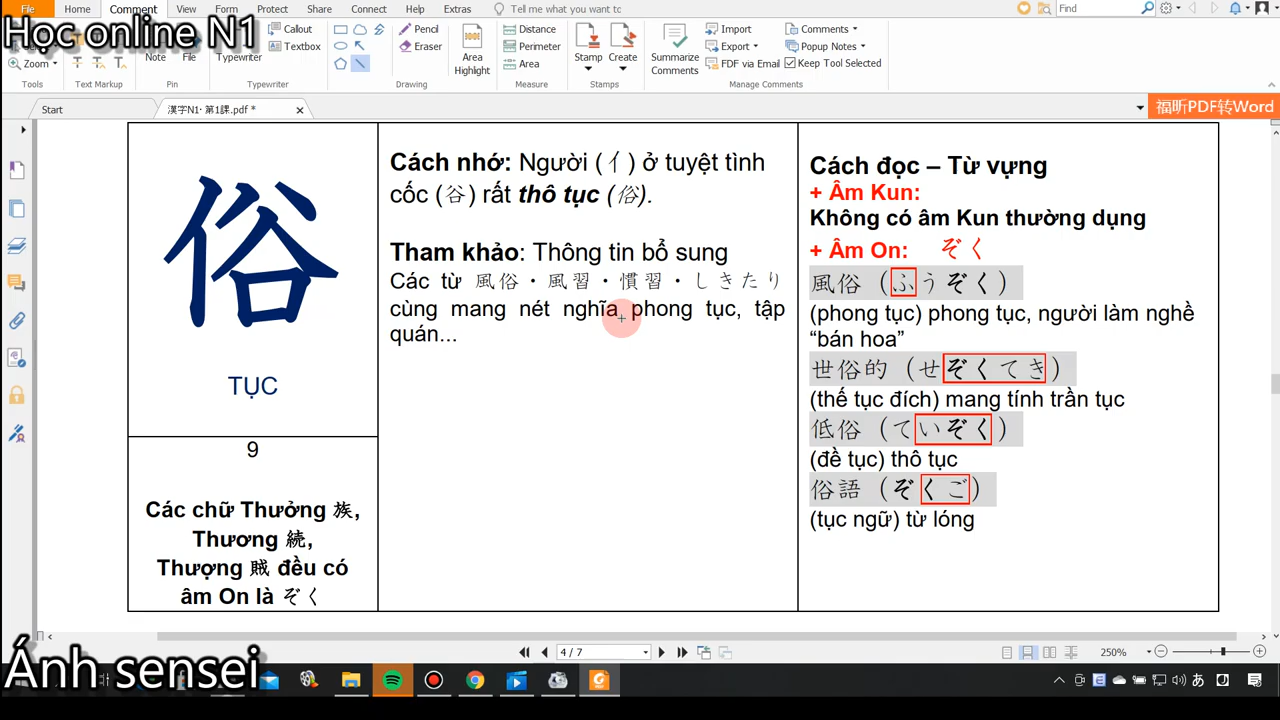 File Home Comment View Form Protect Share Connect Help Extras Tell me what you want tc Find
Học online N1
Zoom
Tools
Text Markup
Note File
Typewriter
Callout
Textbox
Typewriter
Pencil
Eraser
Area Highlight
Drawing
Distance
Perimeter
Area
Measure
Stamp Create
Stamps
Summarize Comments
Import
Export
FDF via Email
Comments
Popup Notes
Keep Tool Selected
Manage Comments
Start 漢字N1- 第1課.pdf * 福昕PDF转Word
俗
TỤC
9
Các chữ Thưởng 族,
Thương 続,
Thượng 賊 đều có
âm On là ぞく
Cách nhớ: Người (亻) ở tuyệt tình
cốc (谷) rất thô tục (俗).
Tham khảo: Thông tin bổ sung
Các từ 風俗・風習・慣習・しきたり
cùng mang nét nghĩa phong tục, tập
quán...
Cách đọc – Từ vựng
+ Âm Kun:
Không có âm Kun thường dụng
+ Âm On: ぞく
風俗（ふうぞく）
(phong tục) phong tục, người làm nghề
“bán hoa”
世俗的（せぞくてき）
(thế tục đích) mang tính trần tục
低俗（ていぞく）
(đề tục) thô tục
俗語（ぞくご）
(tục ngữ) từ lóng
4 / 7
250%
Ánh sensei
あ